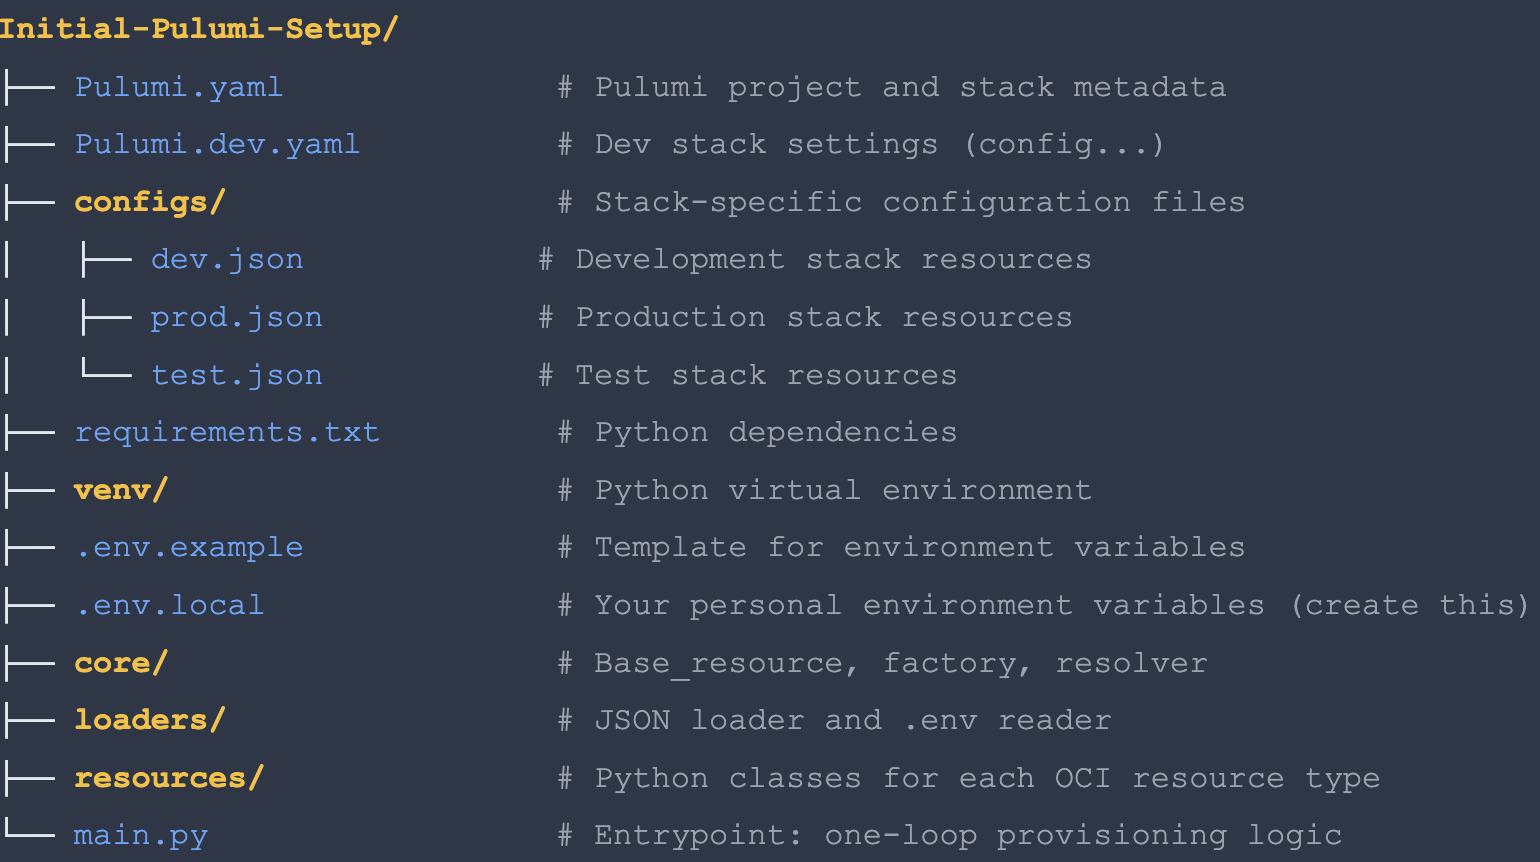 Initial-Pulumi-Setup/
├── Pulumi.yaml # Pulumi project and stack metadata
├── Pulumi.dev.yaml # Dev stack settings (config...)
├── configs/ # Stack-specific configuration files
│   ├── dev.json # Development stack resources
│   ├── prod.json # Production stack resources
│   └── test.json # Test stack resources
├── requirements.txt # Python dependencies
├── venv/ # Python virtual environment
├── .env.example # Template for environment variables
├── .env.local # Your personal environment variables (create this)
├── core/ # Base_resource, factory, resolver
├── loaders/ # JSON loader and .env reader
├── resources/ # Python classes for each OCI resource type
└── main.py # Entrypoint: one-loop provisioning logic